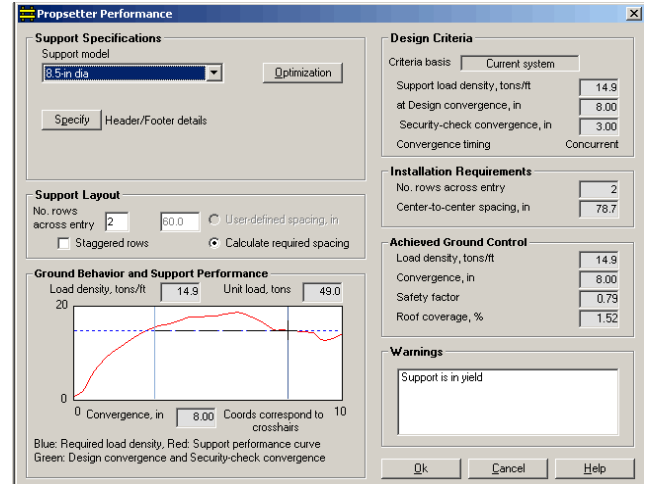 Propsetter Performance
Support Specifications
Support model
8.5-in dia
Optimization
Specify Header/Footer details
Support Layout
No. rows
across entry 2 60.0 User-defined spacing, in
Staggered rows Calculate required spacing
Ground Behavior and Support Performance
Load density, tons/ft 14.9 Unit load, tons 49.0
20
0
0 Convergence, in 8.00 Coords correspond to 10
crosshairs
Blue: Required load density, Red: Support performance curve
Green: Design convergence and Security-check convergence
Design Criteria
Criteria basis Current system
Support load density, tons/ft 14.9
at Design convergence, in 8.00
Security-check convergence, in 3.00
Convergence timing Concurrent
Installation Requirements
No. rows across entry 2
Center-to-center spacing, in 78.7
Achieved Ground Control
Load density, tons/ft 14.9
Convergence, in 8.00
Safety factor 0.79
Roof coverage, % 1.52
Warnings
Support is in yield
Ok Cancel Help